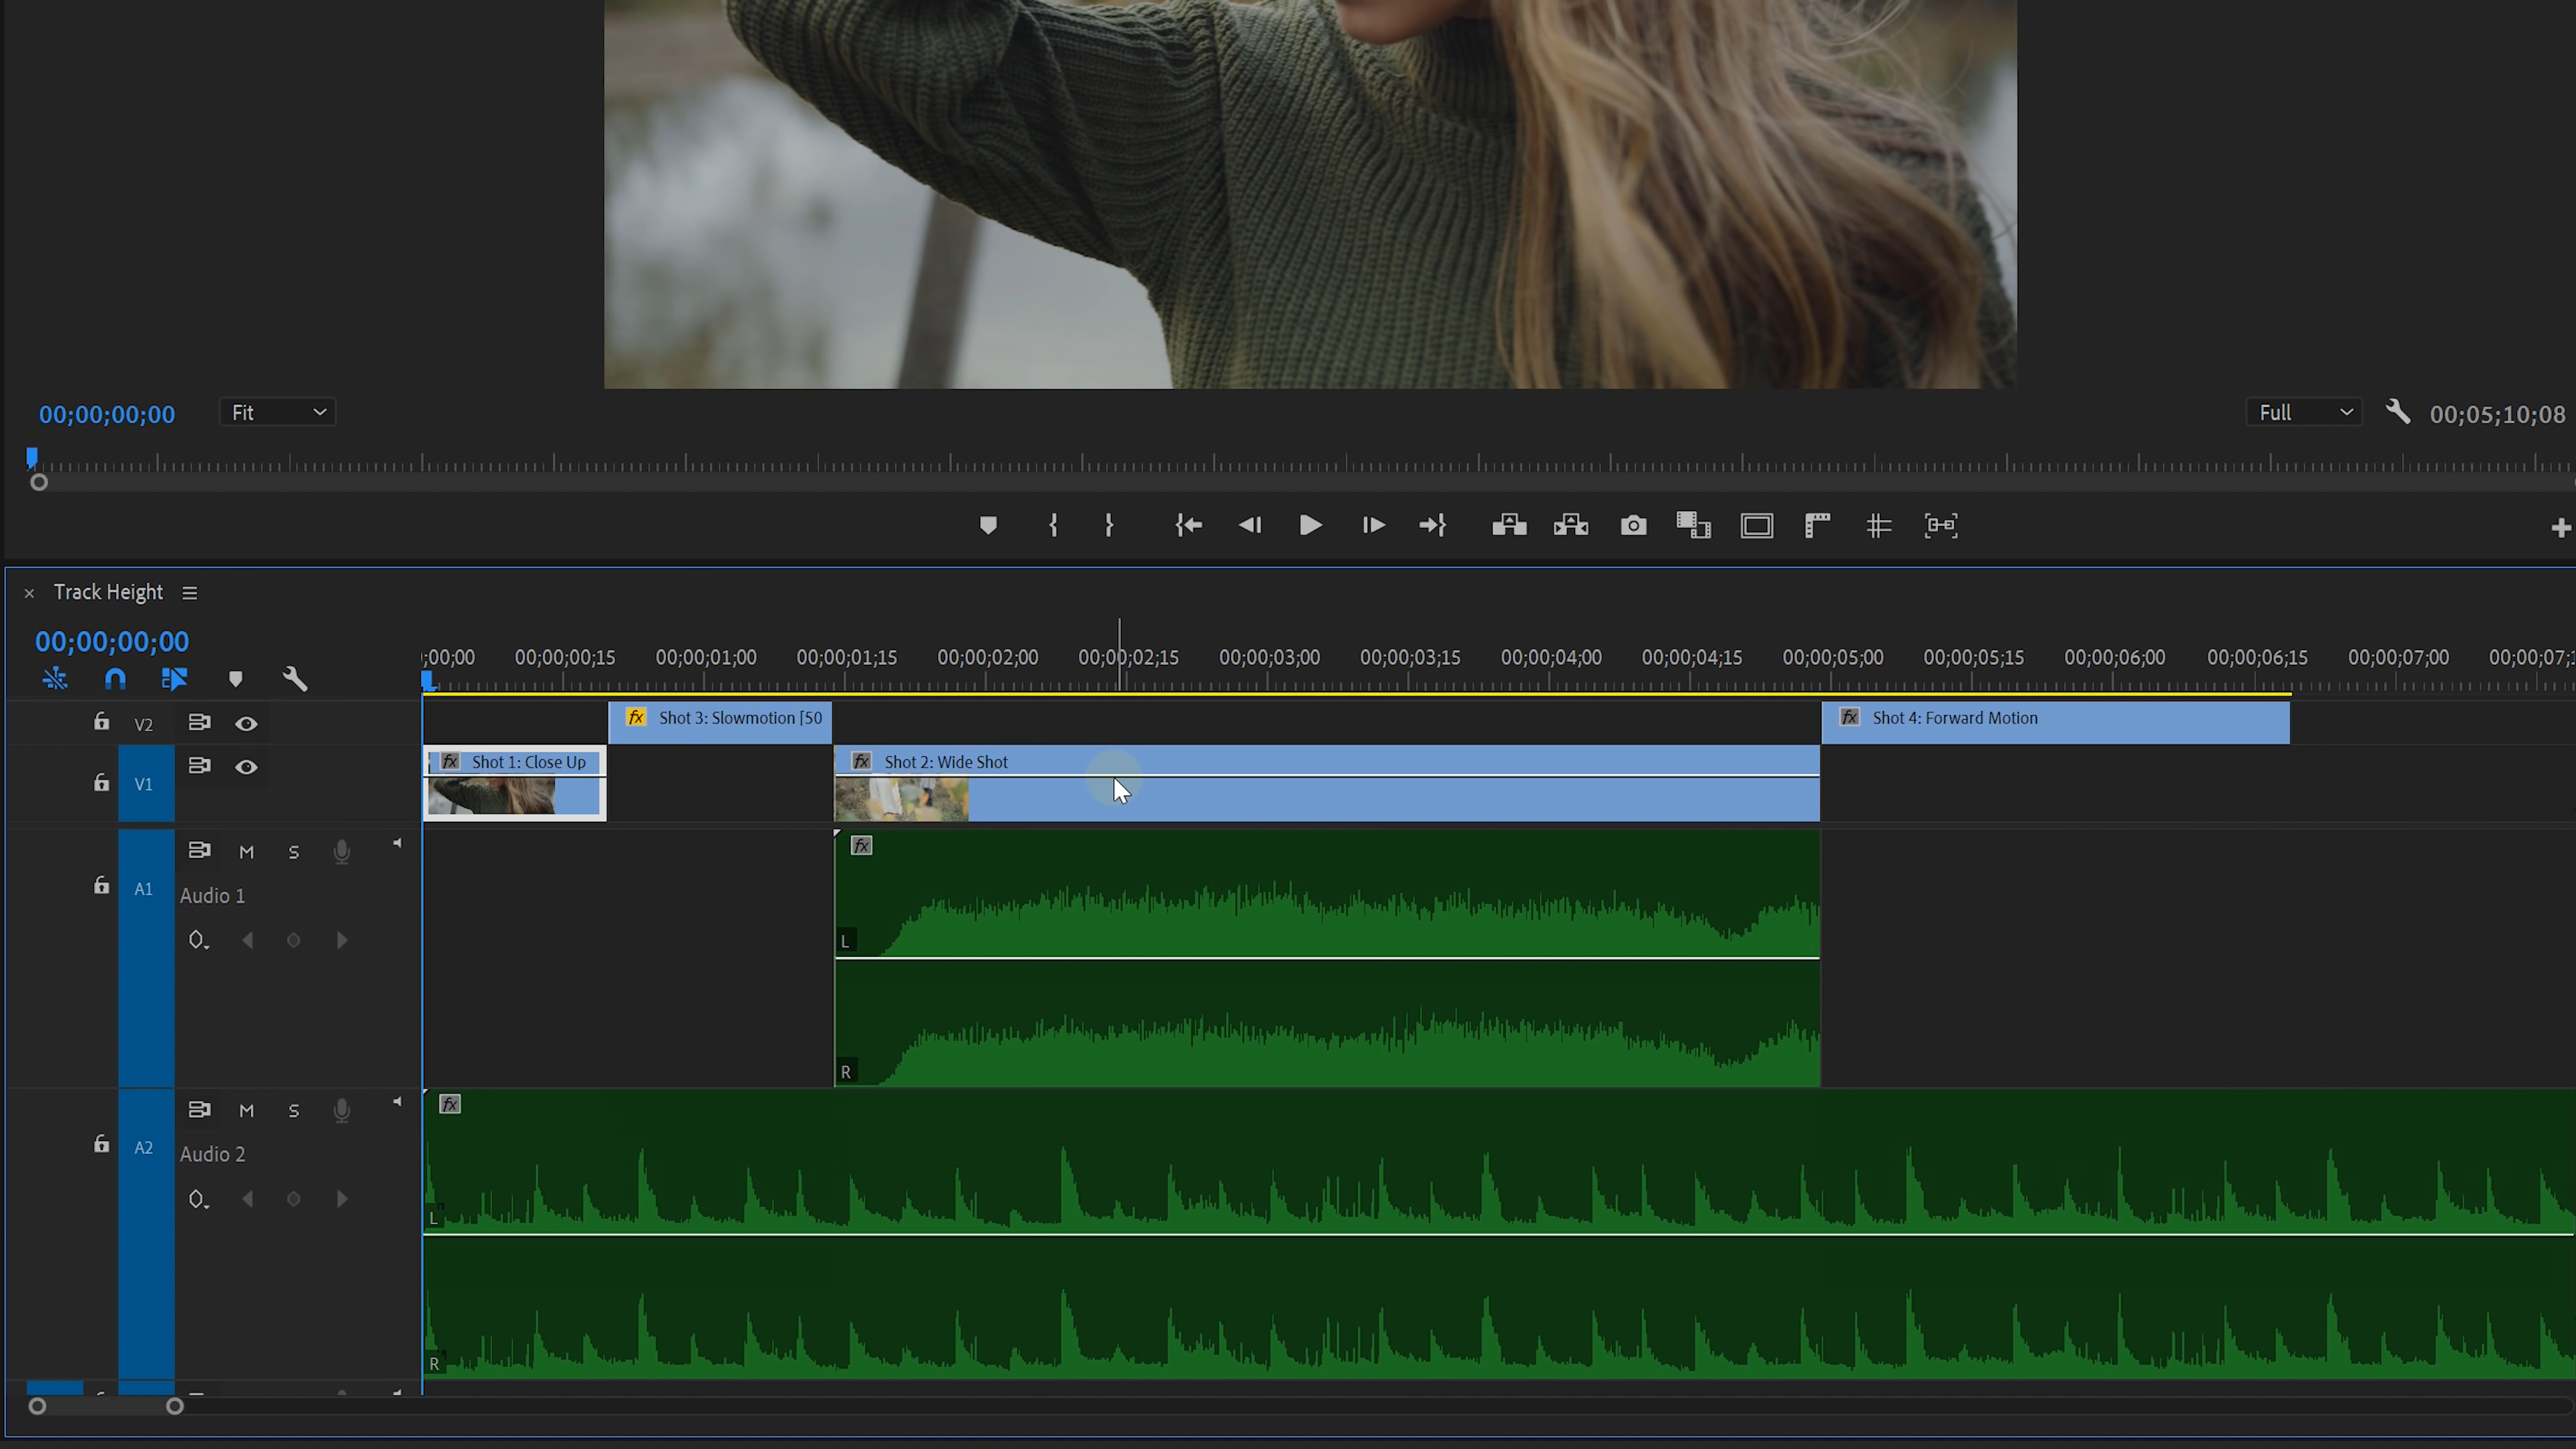 00;00;00;00 Fit Full 00;05;10;08
× Track Height
00;00;00;00
;00;00 00;00;00;15 00;00;01;00 00;00;01;15 00;00;02;00 00;00;02;15 00;00;03;00 00;00;03;15 00;00;04;00 00;00;04;15 00;00;05;00 00;00;05;15 00;00;06;00 00;00;06;15 00;00;07;00 00;00;07;1
V2 fx Shot 3: Slowmotion [50 fx Shot 4: Forward Motion
V1 fx Shot 1: Close Up fx Shot 2: Wide Shot
M S fx
A1 Audio 1
L
R
M S fx
A2 Audio 2
L
R